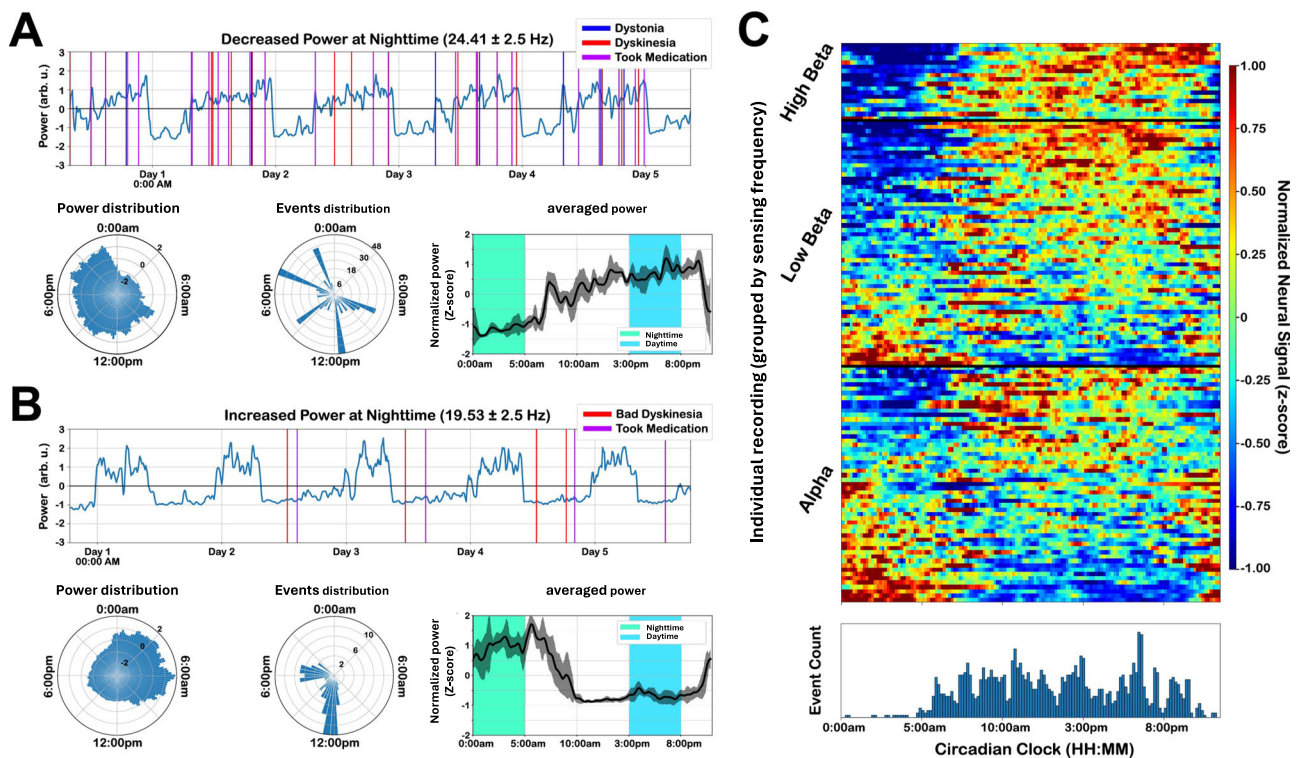 A
Decreased Power at Nighttime (24.41 ± 2.5 Hz)
Dystonia
Dyskinesia
Took Medication
Power (arb. u.)
3
2
1
0
-1
-2
-3
Day 1
0:00 AM
Day 2
Day 3
Day 4
Day 5
Power distribution
0:00am
6:00am
12:00pm
6:00pm
2
0
-2
Events distribution
0:00am
6:00am
12:00pm
6:00pm
48
30
18
6
averaged power
Normalized power
(Z-score)
2
1
0
-1
-2
Nighttime
Daytime
0:00am
5:00am
10:00am
3:00pm
8:00pm
B
Increased Power at Nighttime (19.53 ± 2.5 Hz)
Bad Dyskinesia
Took Medication
Power (arb. u.)
3
2
1
0
-1
-2
-3
Day 1
00:00 AM
Day 2
Day 3
Day 4
Day 5
Power distribution
0:00am
6:00am
12:00pm
6:00pm
2
0
-2
Events distribution
0:00am
6:00am
12:00pm
6:00pm
10
6
2
averaged power
Normalized power
(Z-score)
2
1
0
-1
-2
Nighttime
Daytime
0:00am
5:00am
10:00am
3:00pm
8:00pm
C
Individual recording (grouped by sensing frequency)
High Beta
Low Beta
Alpha
1.00
0.75
0.50
0.25
0
-0.25
-0.50
-0.75
-1.00
Normalized Neural Signal (z-score)
Event Count
0:00am
5:00am
10:00am
3:00pm
8:00pm
Circadian Clock (HH:MM)